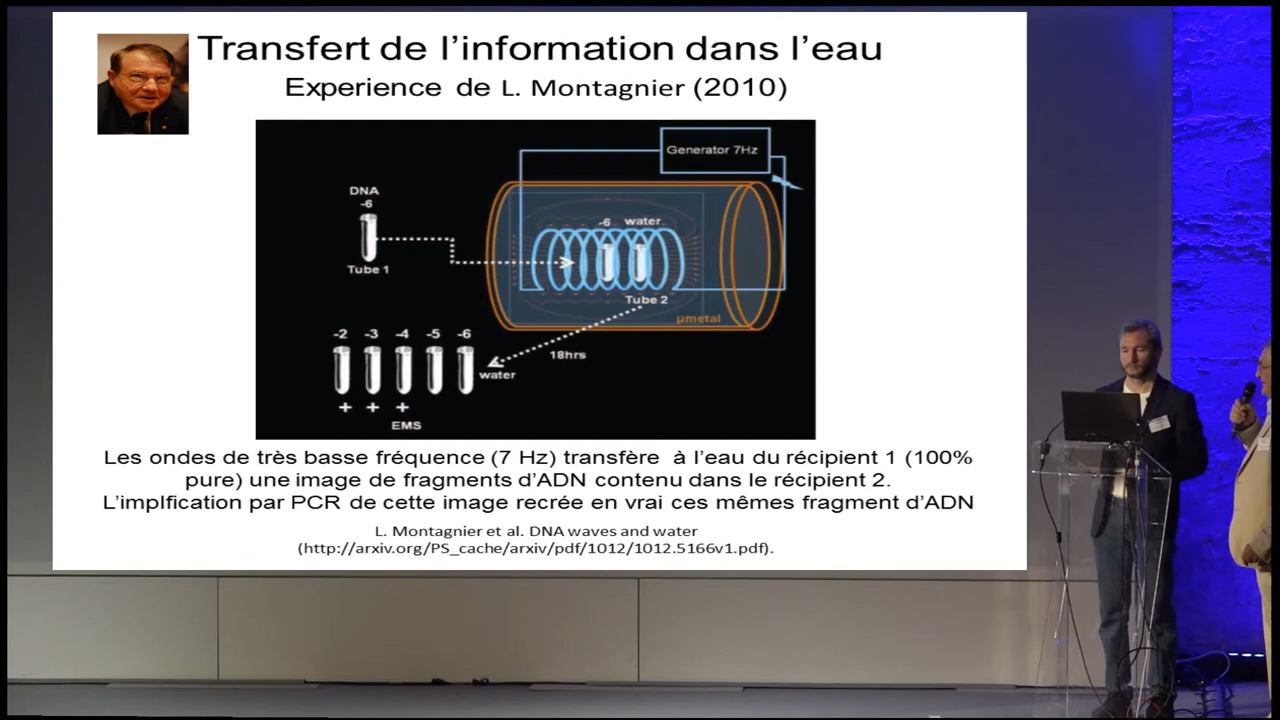 Transfert de l'information dans l'eau
Experience de L. Montagnier (2010)
Generator 7Hz
DNA
-6
Tube 1
-6 water
Tube 2
µmetal
-2 -3 -4 -5 -6
18hrs
water
+ + +
EMS
Les ondes de très basse fréquence (7 Hz) transfère à l'eau du récipient 1 (100%
pure) une image de fragments d'ADN contenu dans le récipient 2.
L'implfication par PCR de cette image recrée en vrai ces mêmes fragment d'ADN
L. Montagnier et al. DNA waves and water
(http://arxiv.org/PS_cache/arxiv/pdf/1012/1012.5166v1.pdf).